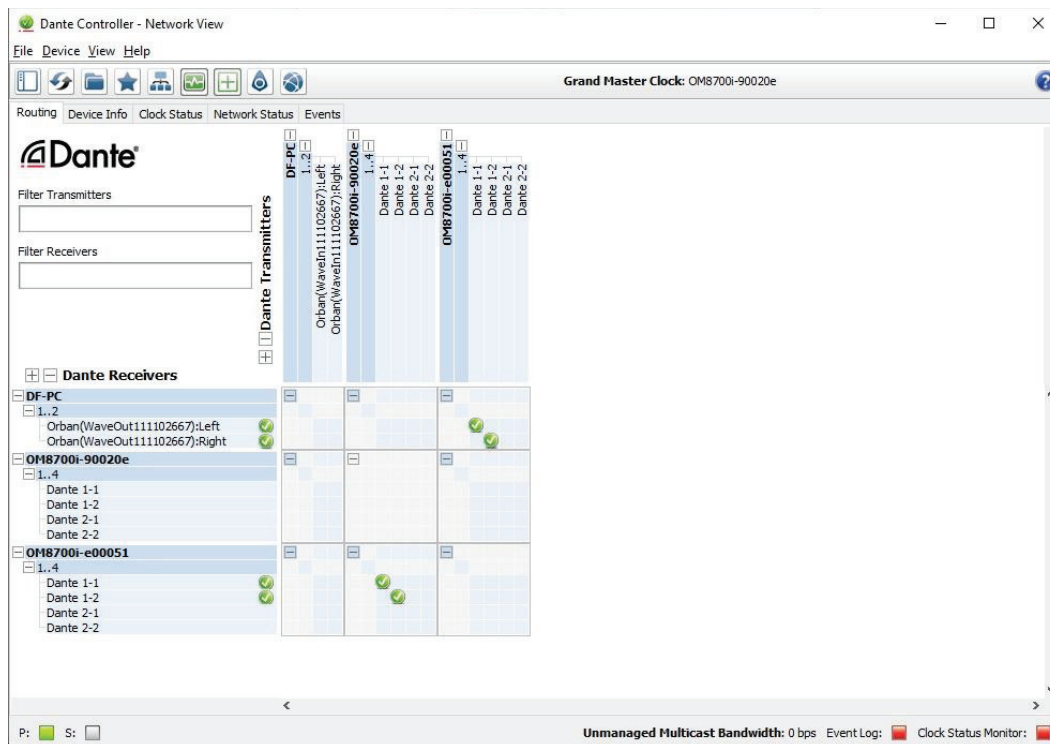 Dante Controller - Network View
File Device View Help
Grand Master Clock: OM8700i-90020e
Routing Device Info Clock Status Network Status Events
Dante®
Filter Transmitters
Filter Receivers
Dante Transmitters
DF-PC
1..2
Orban(WaveIn111102667):Left
Orban(WaveIn111102667):Right
OM8700i-90020e
1..4
Dante 1-1
Dante 1-2
Dante 2-1
Dante 2-2
OM8700i-e00051
1..4
Dante 1-1
Dante 1-2
Dante 2-1
Dante 2-2
Dante Receivers
DF-PC
1..2
Orban(WaveOut111102667):Left
Orban(WaveOut111102667):Right
OM8700i-90020e
1..4
Dante 1-1
Dante 1-2
Dante 2-1
Dante 2-2
OM8700i-e00051
1..4
Dante 1-1
Dante 1-2
Dante 2-1
Dante 2-2
P: S: Unmanaged Multicast Bandwidth: 0 bps Event Log: Clock Status Monitor: